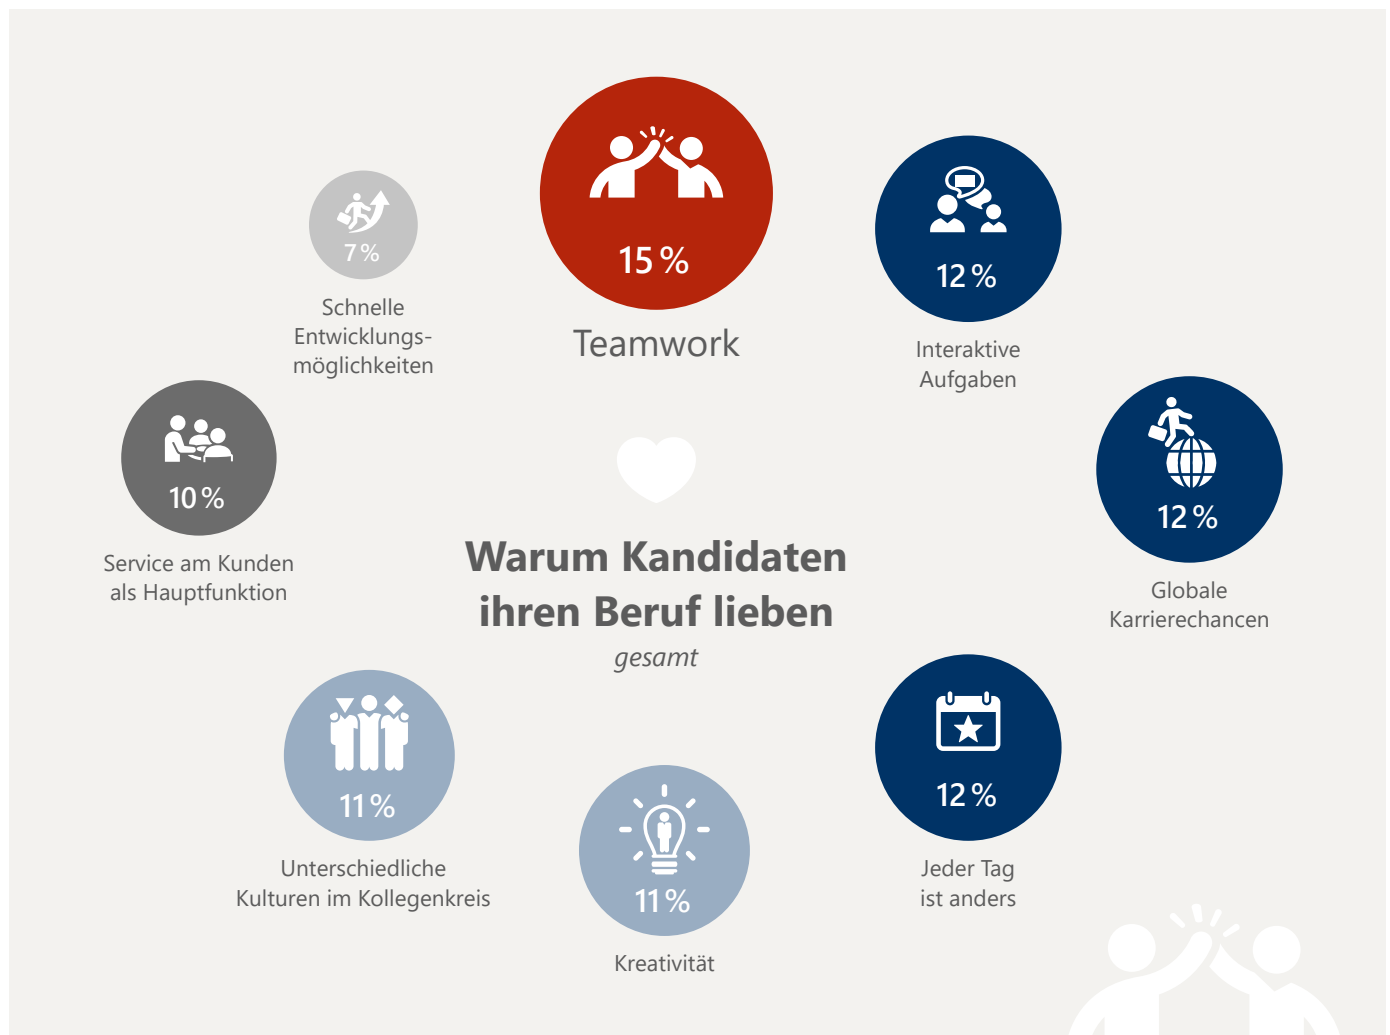 15 %
Teamwork
12 %
Interaktive
Aufgaben
12 %
Globale
Karrierechancen
12 %
Jeder Tag
ist anders
11 %
Kreativität
11 %
Unterschiedliche
Kulturen im Kollegenkreis
10 %
Service am Kunden
als Hauptfunktion
7 %
Schnelle
Entwicklungs-
möglichkeiten
Warum Kandidaten
ihren Beruf lieben
gesamt